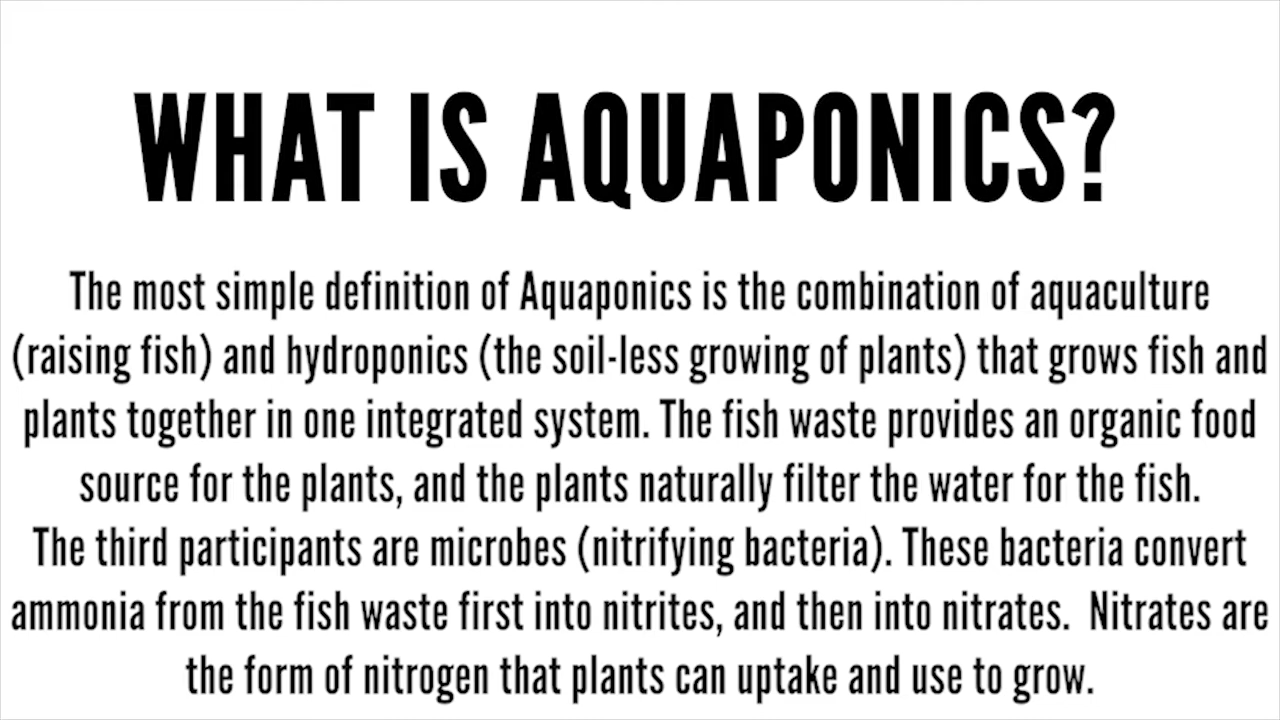 WHAT IS AQUAPONICS?
The most simple definition of Aquaponics is the combination of aquaculture
(raising fish) and hydroponics (the soil-less growing of plants) that grows fish and
plants together in one integrated system. The fish waste provides an organic food
source for the plants, and the plants naturally filter the water for the fish.
The third participants are microbes (nitrifying bacteria). These bacteria convert
ammonia from the fish waste first into nitrites, and then into nitrates.  Nitrates are
the form of nitrogen that plants can uptake and use to grow.